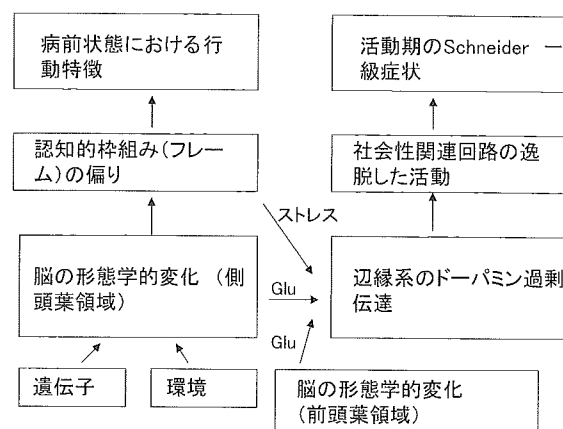 病前状態における行
動特徴
活動期のSchneider 一
級症状
認知的枠組み(フレー
ム)の偏り
社会性関連回路の逸
脱した活動
ストレス
脳の形態学的変化 (側
頭葉領域)
Glu
辺縁系のドーパミン過剰
伝達
Glu
遺伝子
環境
脳の形態学的変化
(前頭葉領域)